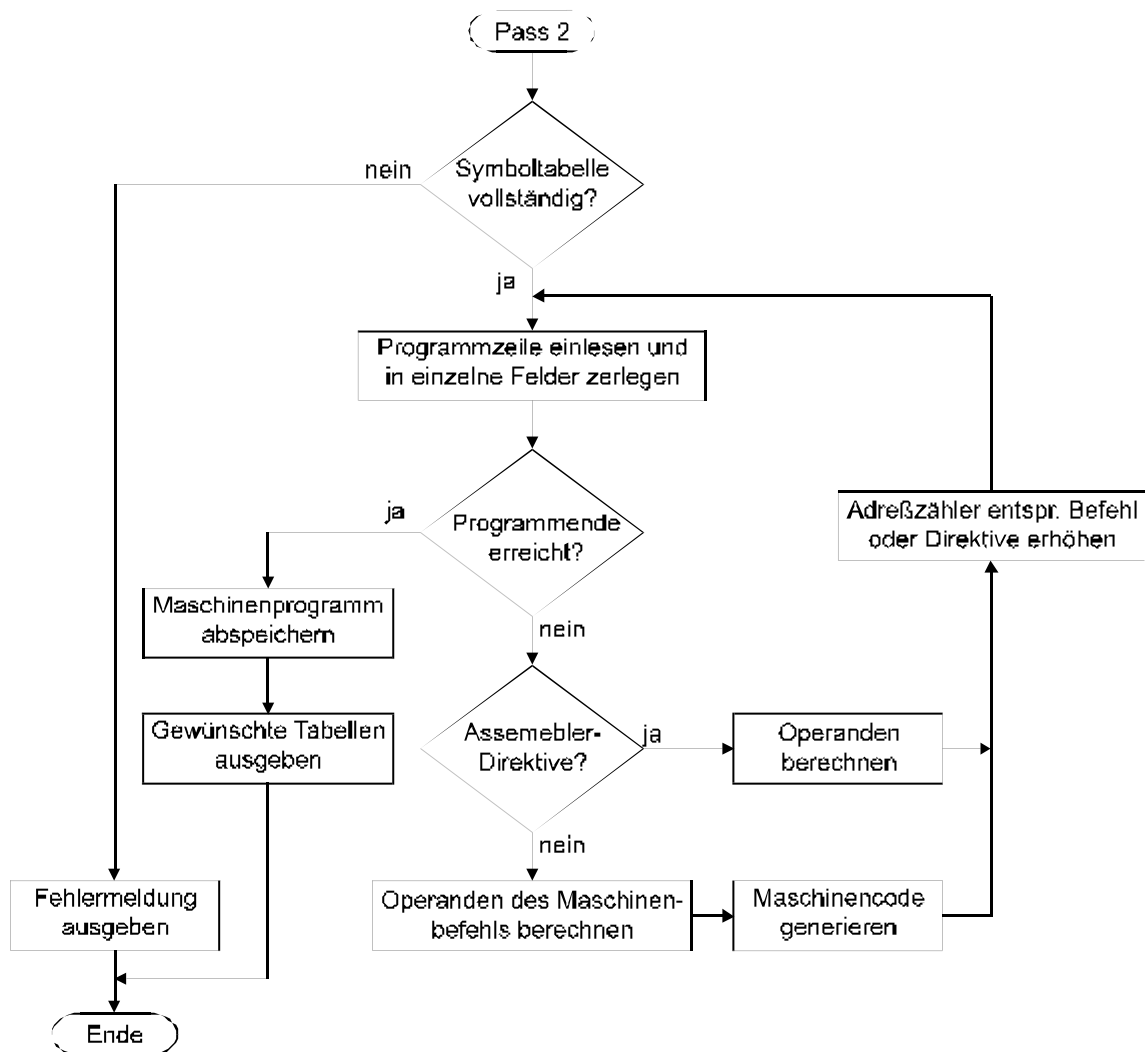 Pass 2
nein
Symboltabelle
vollständig?
ja
Programmzeile einlesen und
in einzelne Felder zerlegen
ja
Programmende
erreicht?
Adreßzähler entspr. Befehl
oder Direktive erhöhen
Maschinenprogramm
abspeichern
nein
Gewünschte Tabellen
ausgeben
Assemebler-
Direktive?
ja
Operanden
berechnen
nein
Fehlermeldung
ausgeben
Operanden des Maschinen-
befehls berechnen
Maschinencode
generieren
Ende